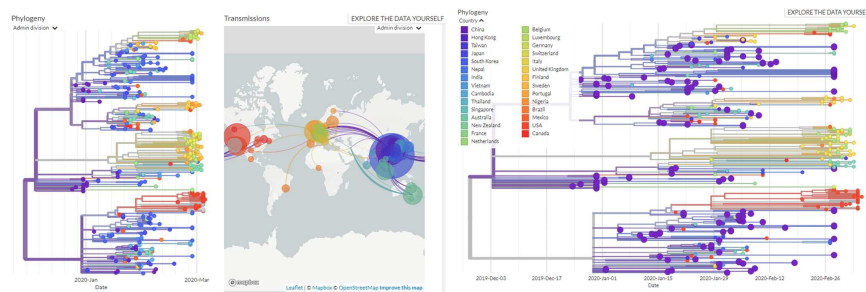 Phylogeny
Admin division
2020-Jan
2020-Mar
Date
Transmissions
EXPLORE THE DATA YOURSELF
Admin division
mapbox
Leaflet | © Mapbox © OpenStreetMap Improve this map
Phylogeny
EXPLORE THE DATA YOURSE
Country
China
Hong Kong
Taiwan
Japan
South Korea
Nepal
India
Vietnam
Cambodia
Thailand
Singapore
Australia
New Zealand
France
Netherlands
Belgium
Luxembourg
Germany
Switzerland
Italy
United Kingdom
Finland
Sweden
Portugal
Nigeria
Brazil
Mexico
USA
Canada
2019-Dec-03
2019-Dec-17
2020-Jan-01
2020-Jan-15
2020-Jan-29
2020-Feb-12
2020-Feb-26
Date